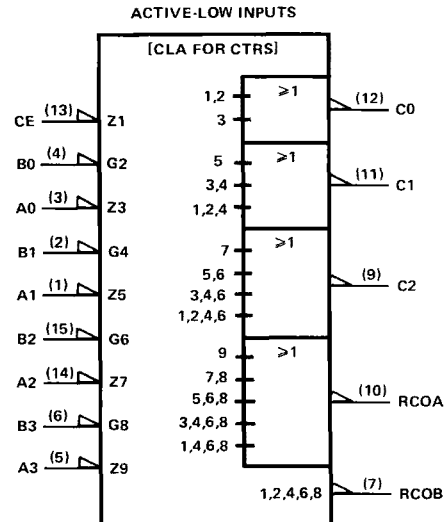 ACTIVE-LOW INPUTS
[CLA FOR CTRS]
CE (13) Z1
B0 (4) G2
A0 (3) Z3
B1 (2) G4
A1 (1) Z5
B2 (15) G6
A2 (14) Z7
B3 (6) G8
A3 (5) Z9
≥1
1,2
3
(12) C0
≥1
5
3,4
1,2,4
(11) C1
≥1
7
5,6
3,4,6
1,2,4,6
(9) C2
≥1
9
7,8
5,6,8
3,4,6,8
1,4,6,8
(10) RCOA
1,2,4,6,8 (7) RCOB